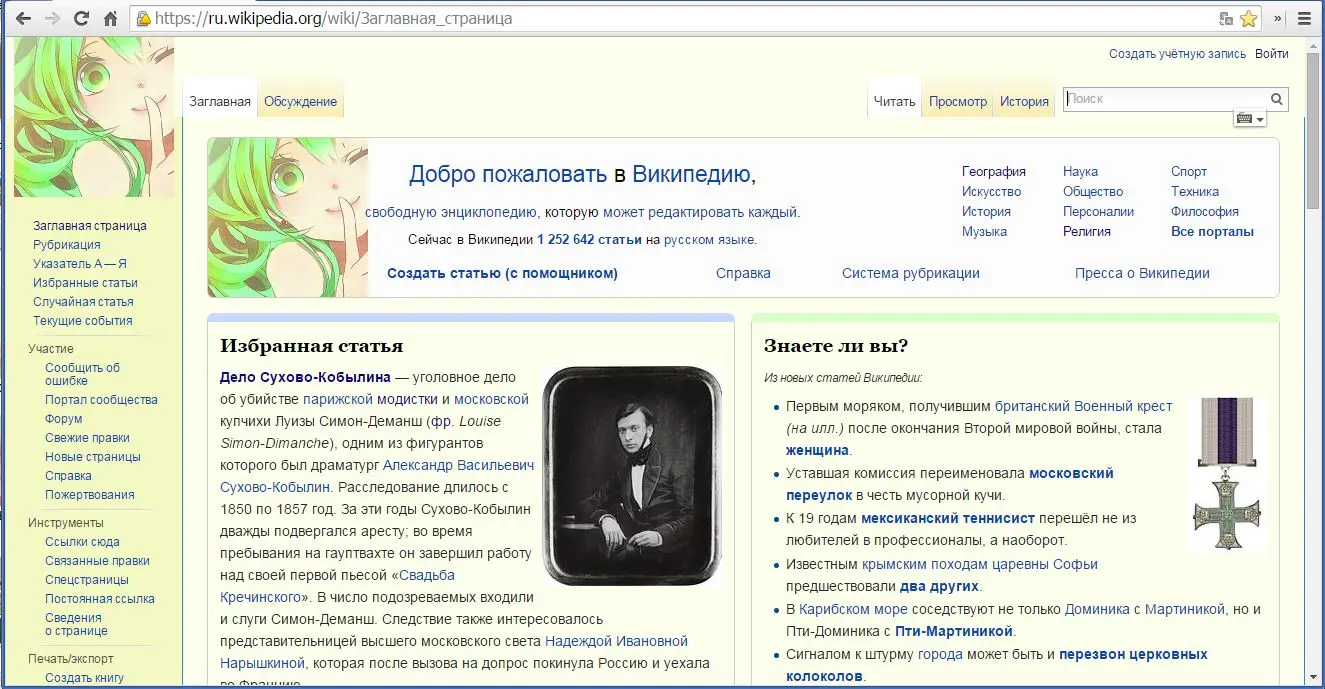 https://ru.wikipedia.org/wiki/Заглавная_страница
»
Создать учётную запись Войти
Заглавная Обсуждение Читать Просмотр История Поиск
Добро пожаловать в Википедию,
свободную энциклопедию, которую может редактировать каждый.
Сейчас в Википедии 1 252 642 статьи на русском языке.
География Наука Спорт
Искусство Общество Техника
История Персоналии Философия
Музыка Религия Все порталы
Создать статью (с помощником) Справка Система рубрикации Пресса о Википедии
Заглавная страница
Рубрикация
Указатель А — Я
Избранные статьи
Случайная статья
Текущие события
Участие
Сообщить об
ошибке
Портал сообщества
Форум
Свежие правки
Новые страницы
Справка
Пожертвования
Инструменты
Ссылки сюда
Связанные правки
Спецстраницы
Постоянная ссылка
Сведения
о странице
Печать/экспорт
Создать книгу
Избранная статья
Дело Сухово-Кобылина — уголовное дело
об убийстве парижской модистки и московской
купчихи Луизы Симон-Деманш (фр. Louise
Simon-Dimanche), одним из фигурантов
которого был драматург Александр Васильевич
Сухово-Кобылин. Расследование длилось с
1850 по 1857 год. За эти годы Сухово-Кобылин
дважды подвергался аресту; во время
пребывания на гауптвахте он завершил работу
над своей первой пьесой «Свадьба
Кречинского». В число подозреваемых входили
и слуги Симон-Деманш. Следствие также интересовалось
представительницей высшего московского света Надеждой Ивановной
Нарышкиной, которая после вызова на допрос покинула Россию и уехала
во Францию
Знаете ли вы?
Из новых статей Википедии:
Первым моряком, получившим британский Военный крест
(на илл.) после окончания Второй мировой войны, стала
женщина.
Уставшая комиссия переименовала московский
переулок в честь мусорной кучи.
К 19 годам мексиканский теннисист перешёл не из
любителей в профессионалы, а наоборот.
Известным крымским походам царевны Софьи
предшествовали два других.
В Карибском море соседствуют не только Доминика с Мартиникой, но и
Пти-Доминика с Пти-Мартиникой.
Сигналом к штурму города может быть и перезвон церковных
колоколов.